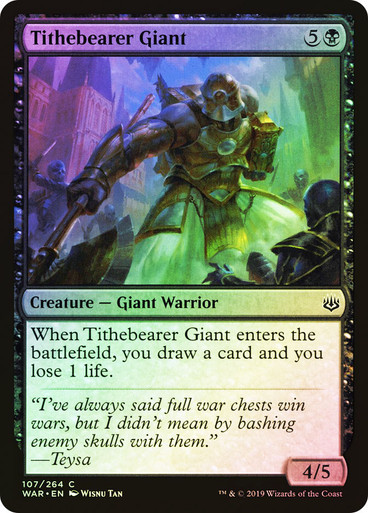 Tithebearer Giant 5
Creature — Giant Warrior
When Tithebearer Giant enters the
battlefield, you draw a card and you
lose 1 life.
“I’ve always said full war chests win
wars, but I didn’t mean by bashing
enemy skulls with them.”
—Teysa
4/5
107/264 C
WAR • EN Wisnu Tan ™ & © 2019 Wizards of the Coast